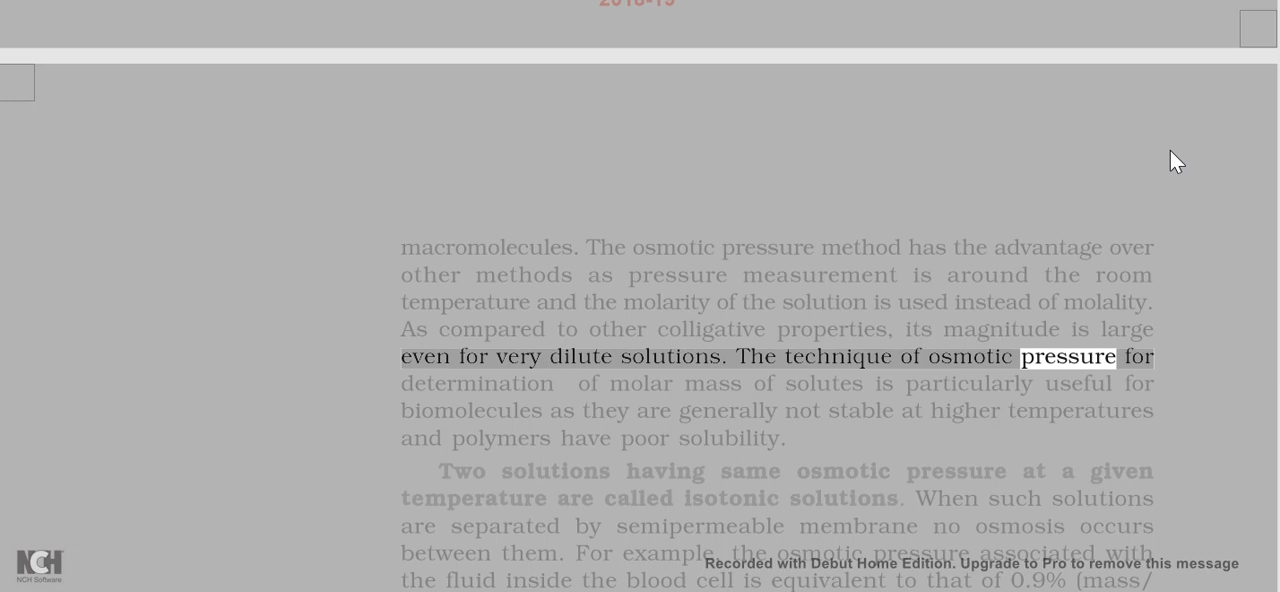 2018-19
macromolecules. The osmotic pressure method has the advantage over
other methods as pressure measurement is around the room
temperature and the molarity of the solution is used instead of molality.
As compared to other colligative properties, its magnitude is large
even for very dilute solutions. The technique of osmotic pressure for
determination of molar mass of solutes is particularly useful for
biomolecules as they are generally not stable at higher temperatures
and polymers have poor solubility.
Two solutions having same osmotic pressure at a given
temperature are called isotonic solutions. When such solutions
are separated by semipermeable membrane no osmosis occurs
between them. For example, the osmotic pressure associated with
the fluid inside the blood cell is equivalent to that of 0.9% (mass/
NCH
NCH Software
Recorded with Debut Home Edition. Upgrade to Pro to remove this message